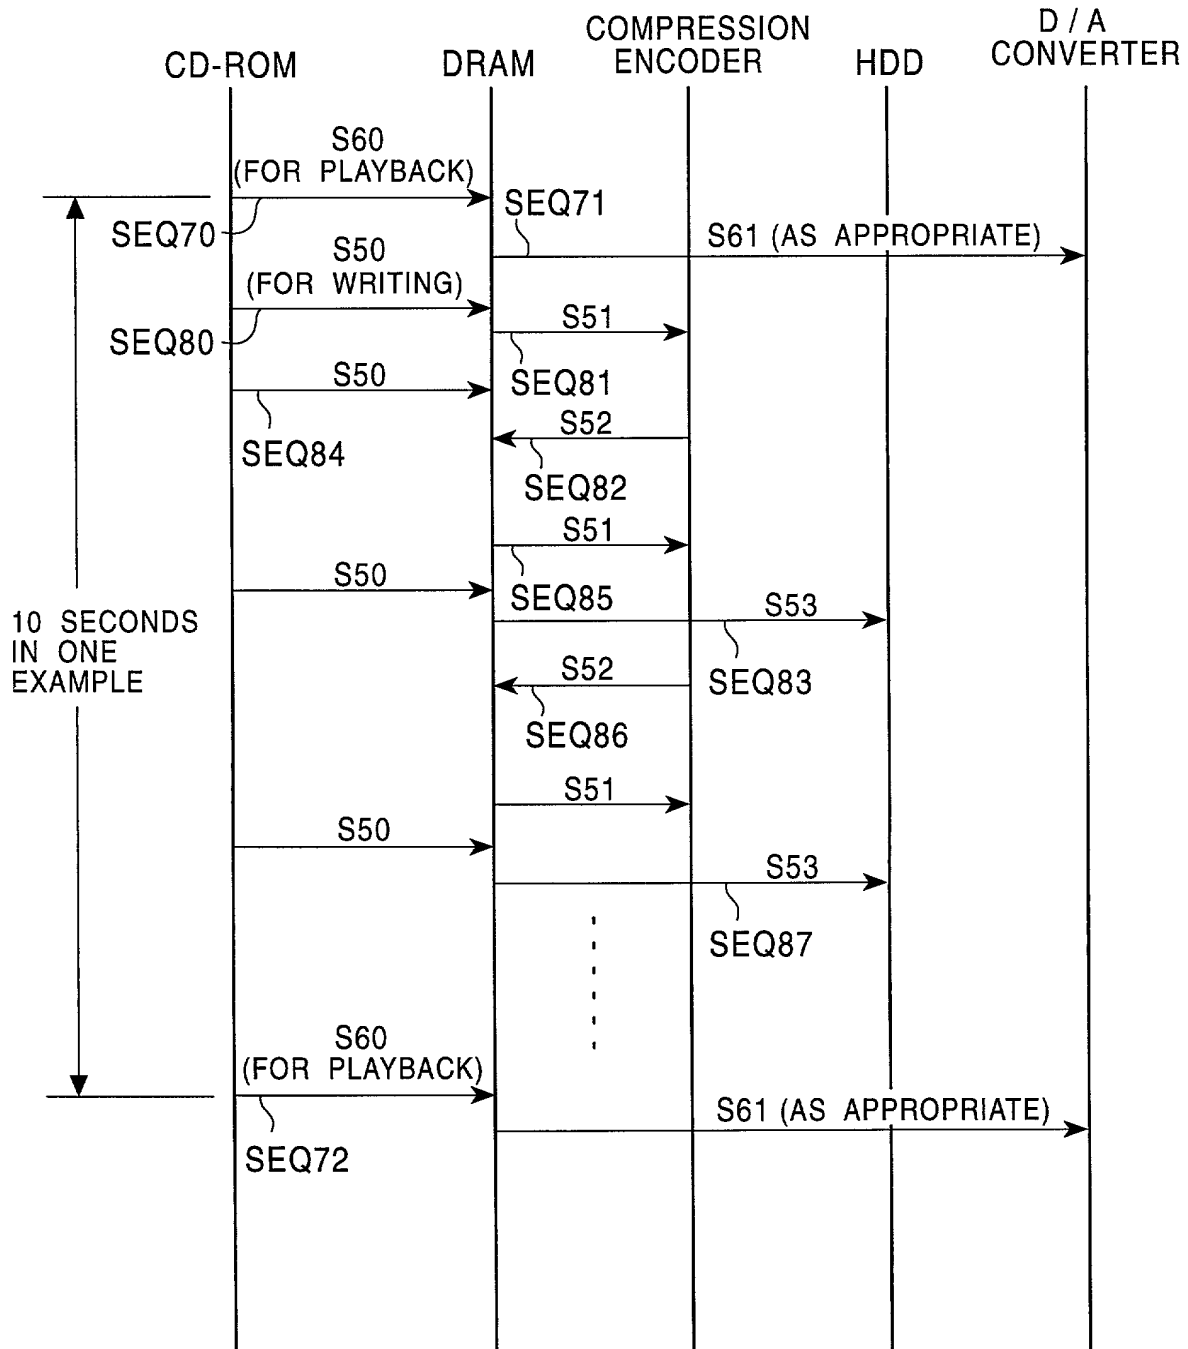 CD-ROM
DRAM
COMPRESSION
ENCODER
HDD
D / A
CONVERTER
S60
(FOR PLAYBACK)
SEQ70
SEQ71
S61 (AS APPROPRIATE)
S50
(FOR WRITING)
SEQ80
S51
SEQ81
S50
SEQ84
S52
SEQ82
S51
SEQ85
S50
S53
SEQ83
10 SECONDS
IN ONE
EXAMPLE
S52
SEQ86
S51
S50
S53
SEQ87
S60
(FOR PLAYBACK)
SEQ72
S61 (AS APPROPRIATE)